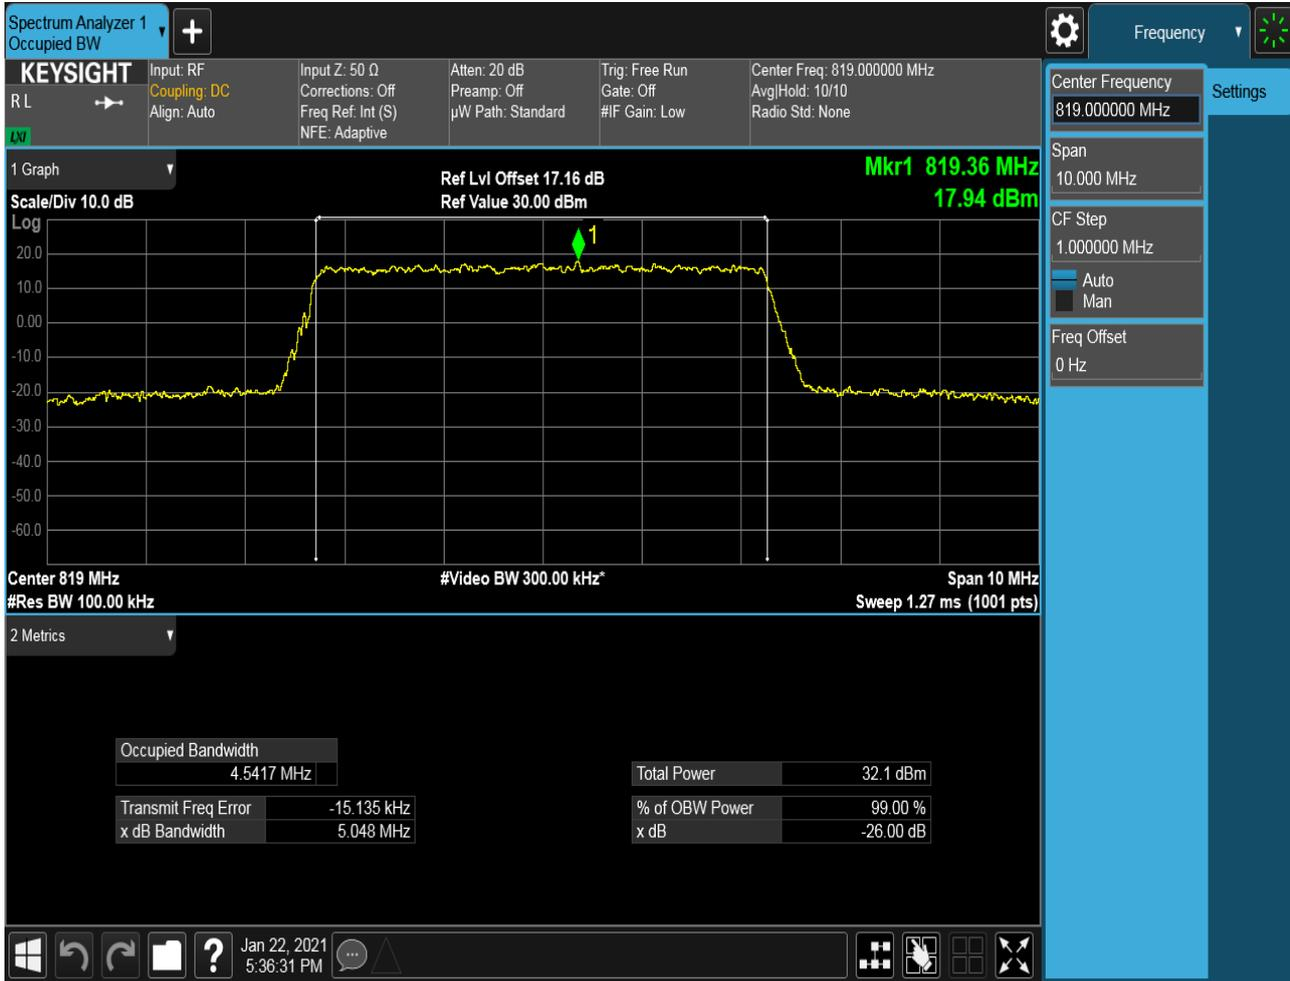 Spectrum Analyzer 1
Occupied BW
Frequency
KEYSIGHT
R L
LXI
Input: RF
Coupling: DC
Align: Auto
Input Z: 50 Ω
Corrections: Off
Freq Ref: Int (S)
NFE: Adaptive
Atten: 20 dB
Preamp: Off
µW Path: Standard
Trig: Free Run
Gate: Off
#IF Gain: Low
Center Freq: 819.000000 MHz
Avg|Hold: 10/10
Radio Std: None
Center Frequency
819.000000 MHz
Settings
Span
10.000 MHz
CF Step
1.000000 MHz
Auto
Man
Freq Offset
0 Hz
1 Graph
Scale/Div 10.0 dB
Ref Lvl Offset 17.16 dB
Ref Value 30.00 dBm
Mkr1 819.36 MHz
17.94 dBm
Log
1
20.0
10.0
0.00
-10.0
-20.0
-30.0
-40.0
-50.0
-60.0
Center 819 MHz
#Video BW 300.00 kHz*
Span 10 MHz
#Res BW 100.00 kHz
Sweep 1.27 ms (1001 pts)
2 Metrics
Occupied Bandwidth
4.5417 MHz
Total Power 32.1 dBm
Transmit Freq Error -15.135 kHz
% of OBW Power 99.00 %
x dB Bandwidth 5.048 MHz
x dB -26.00 dB
?
Jan 22, 2021
5:36:31 PM